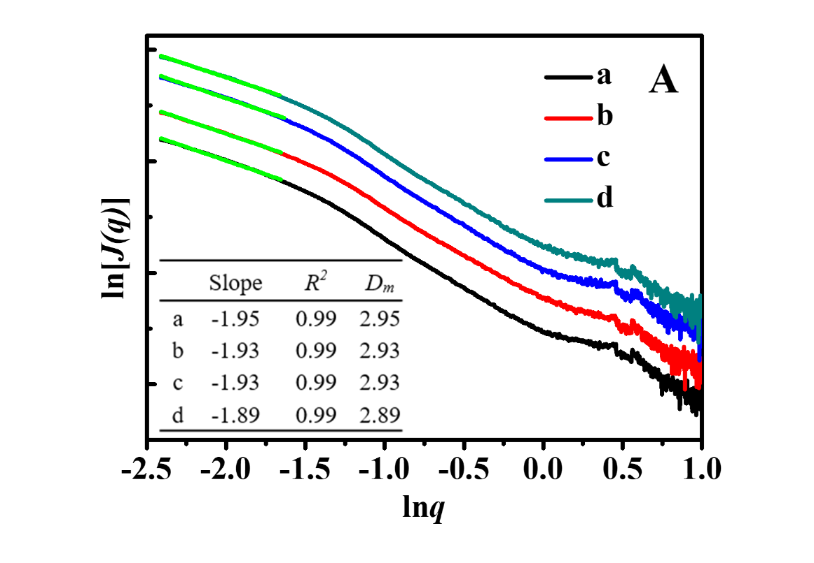 a
A
b
c
d
ln[J(q)]
Slope R² Dₘ
a -1.95 0.99 2.95
b -1.93 0.99 2.93
c -1.93 0.99 2.93
d -1.89 0.99 2.89
-2.5 -2.0 -1.5 -1.0 -0.5 0.0 0.5 1.0
lnq